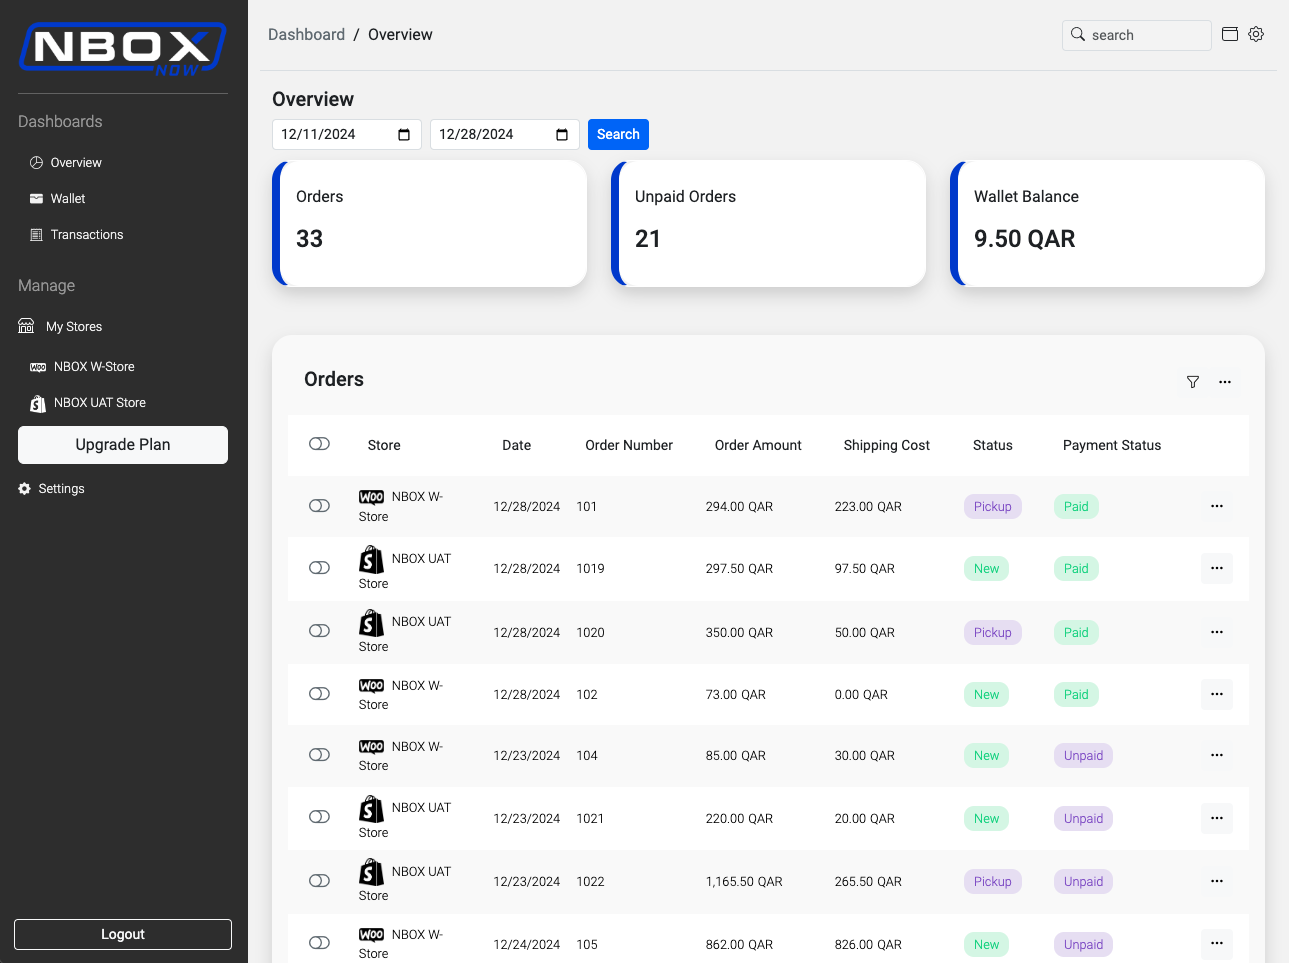 NBOX
NOW
Dashboards
Overview
Wallet
Transactions
Manage
My Stores
woo NBOX W-Store
NBOX UAT Store
Upgrade Plan
Settings
Logout
Dashboard / Overview
search
Overview
12/11/2024 12/28/2024 Search
Orders
33
Unpaid Orders
21
Wallet Balance
9.50 QAR
Orders
Store Date Order Number Order Amount Shipping Cost Status Payment Status
WOO NBOX W-
Store 12/28/2024 101 294.00 QAR 223.00 QAR Pickup Paid
NBOX UAT
Store 12/28/2024 1019 297.50 QAR 97.50 QAR New Paid
NBOX UAT
Store 12/28/2024 1020 350.00 QAR 50.00 QAR Pickup Paid
WOO NBOX W-
Store 12/28/2024 102 73.00 QAR 0.00 QAR New Paid
WOO NBOX W-
Store 12/23/2024 104 85.00 QAR 30.00 QAR New Unpaid
NBOX UAT
Store 12/23/2024 1021 220.00 QAR 20.00 QAR New Unpaid
NBOX UAT
Store 12/23/2024 1022 1,165.50 QAR 265.50 QAR Pickup Unpaid
WOO NBOX W-
Store 12/24/2024 105 862.00 QAR 826.00 QAR New Unpaid